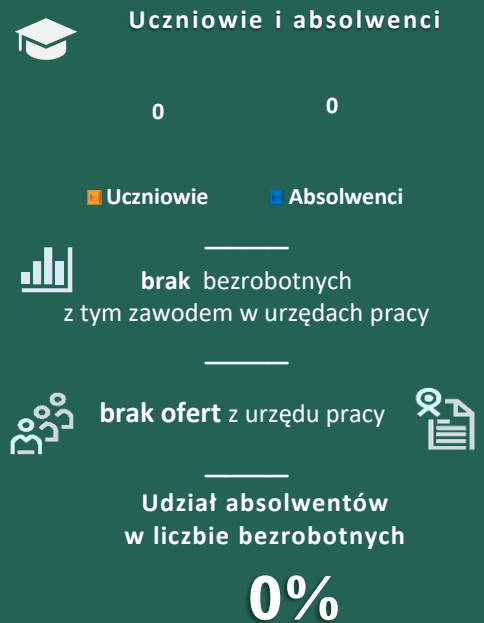 Uczniowie i absolwenci
0 0
Uczniowie Absolwenci
brak bezrobotnych
z tym zawodem w urzędach pracy
brak ofert z urzędu pracy
Udział absolwentów
w liczbie bezrobotnych
0%